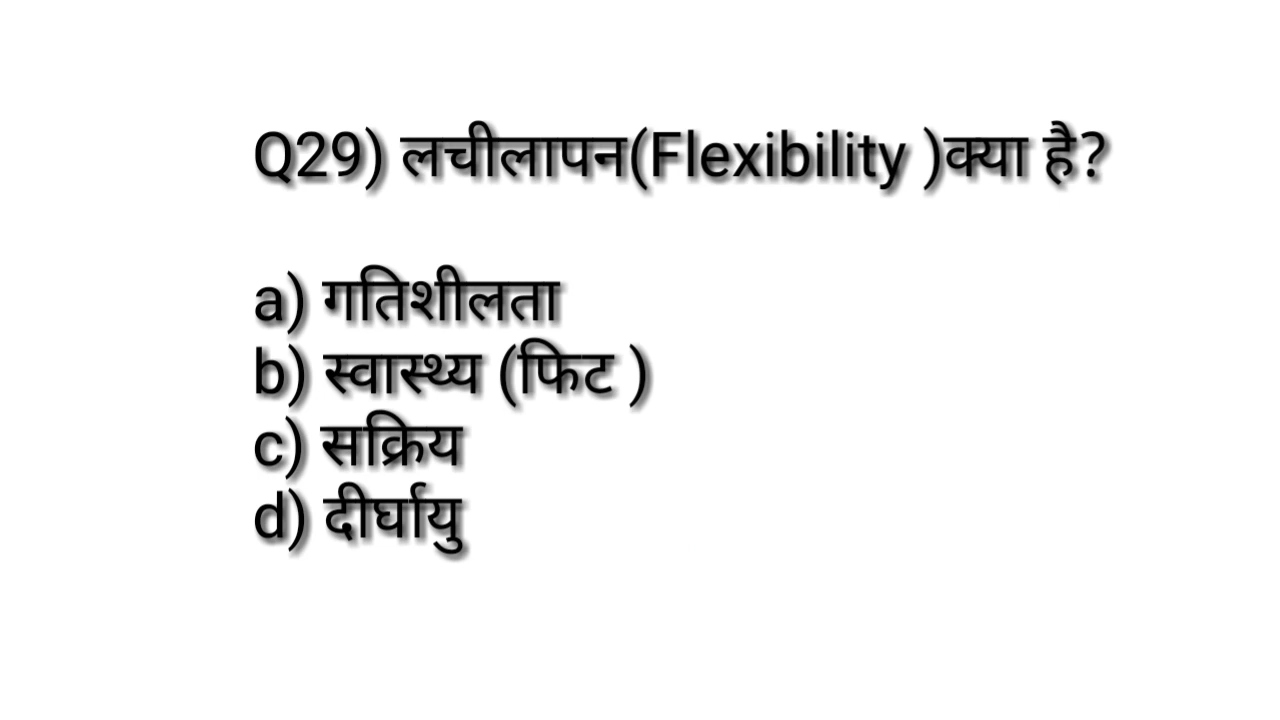 Q29) लचीलापन(Flexibility )क्या है?
a) गतिशीलता
b) स्वास्थ्य (फिट )
c) सक्रिय
d) दीर्घायु